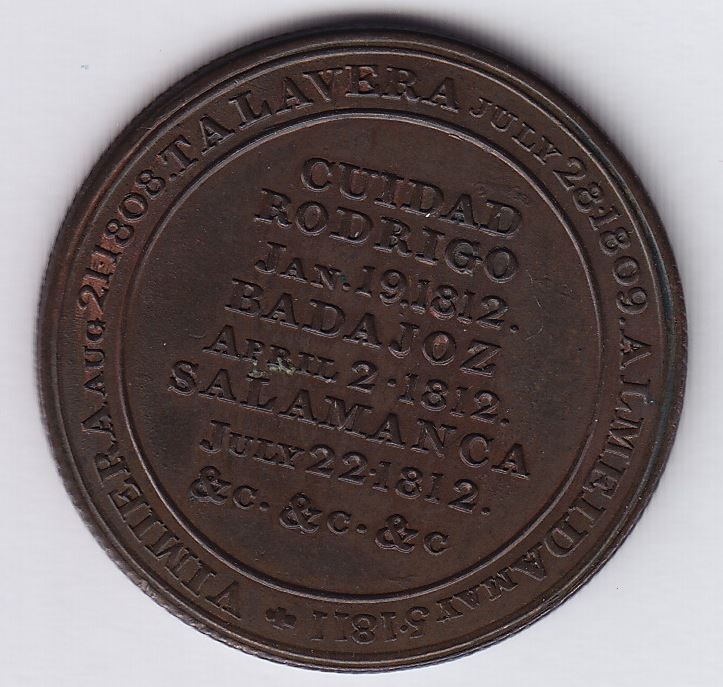 VIMIERA AUG 21·1808. TALAVERA JULY 28·1809. ALMEIDA MAY 5·1811
CUIDAD
RODRIGO
JAN. 19,1812.
BADAJOZ
APRIL 2·1812.
SALAMANCA
JULY 22·1812.
&C. &C. &C